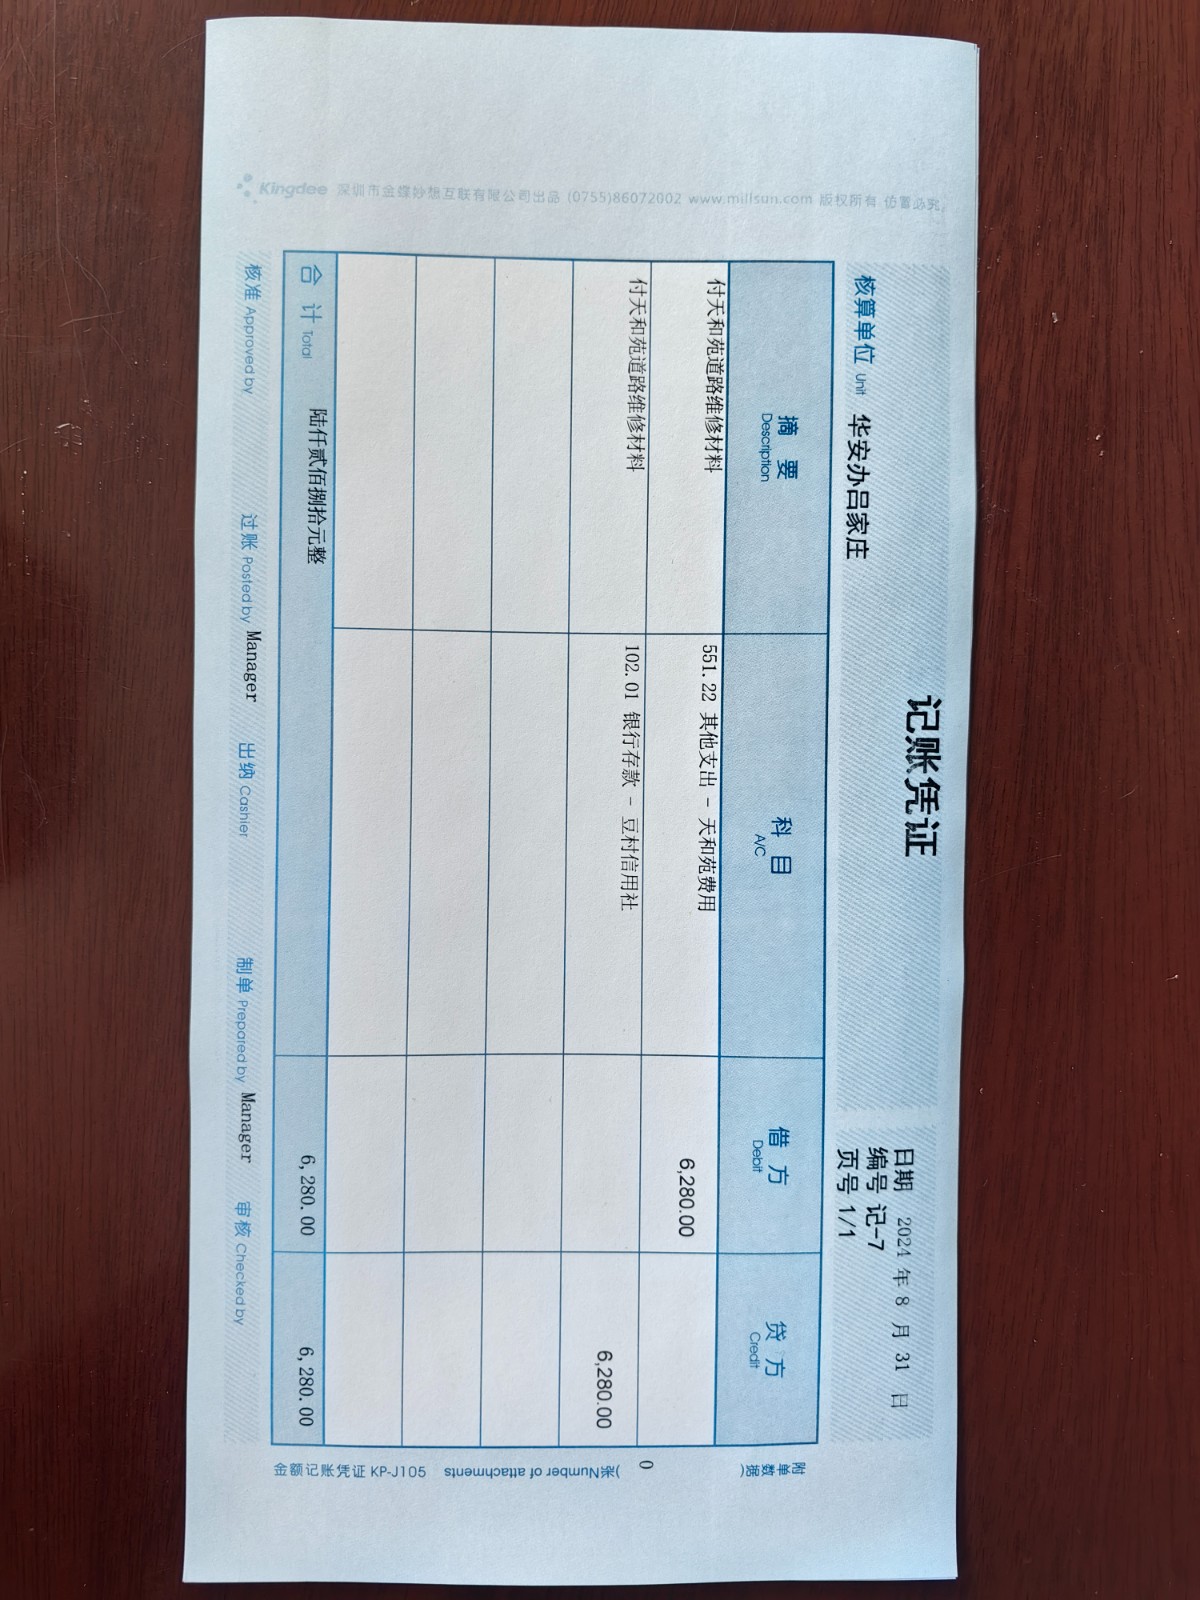 记账凭证
日期 2024 年 8 月 31 日
编号 记-7
核算单位 Unit 华安办吕家庄
页号 1/1
摘 要 Description 科 目 A/C 借 方 Debit 贷 方 Credit
付天和苑道路维修材料 551.22 其他支出 - 天和苑费用 6,280.00
付天和苑道路维修材料 102.01 银行存款 - 豆村信用社 6,280.00
合 计 Total 陆仟贰佰捌拾元整 6,280.00 6,280.00
核准 Approved by 过账 Posted by Manager 出纳 Cashier 制单 Prepared by Manager 审核 Checked by
附单数据( 0 )张Number of attachments
金额记账凭证 KP-J105
Kingdee 深圳市金蝶妙想互联有限公司出品 (0755)86072002 www.millsun.com 版权所有 仿冒必究